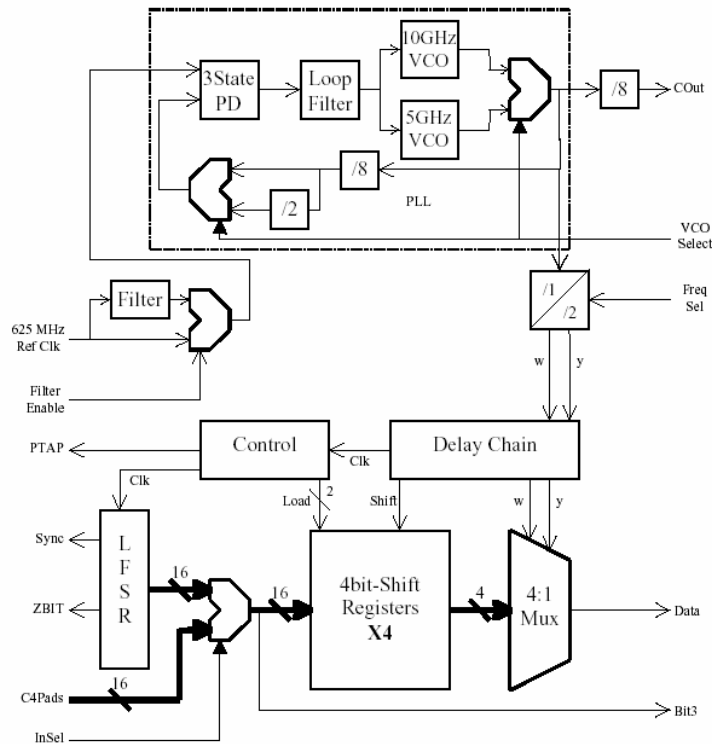 10GHz
VCO
3State
PD
Loop
Filter
/8
COut
5GHz
VCO
/8
/2
PLL
VCO
Select
Filter
/1
/2
Freq
Sel
625 MHz
Ref Clk
w
y
Filter
Enable
PTAP
Control
Clk
Delay Chain
Clk
Load
2
Shift
w
y
Sync
L
F
S
R
16
16
4bit-Shift
Registers
X4
4
4:1
Mux
Data
ZBIT
C4Pads
16
InSel
Bit3